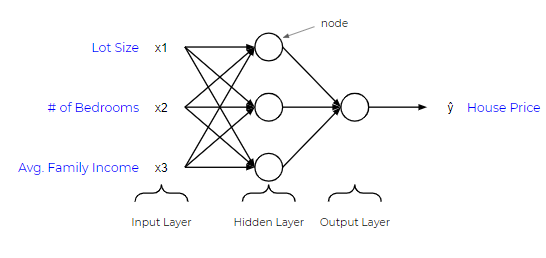 node
Lot Size x1
# of Bedrooms x2
ŷ House Price
Avg. Family Income x3
Input Layer
Hidden Layer
Output Layer